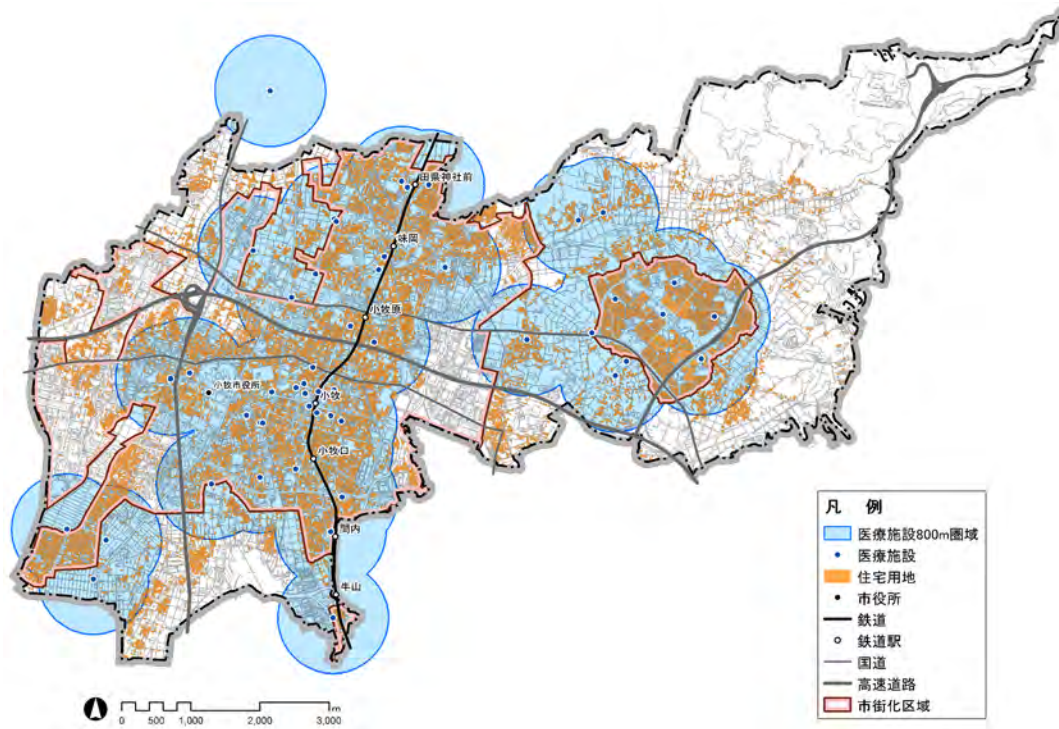 田県神社前
味岡
小牧原
小牧市役所
小牧
小牧口
間内
牛山
凡 例
医療施設800m圏域
医療施設
住宅用地
市役所
鉄道
鉄道駅
国道
高速道路
市街化区域
0 500 1,000 2,000 3,000 m